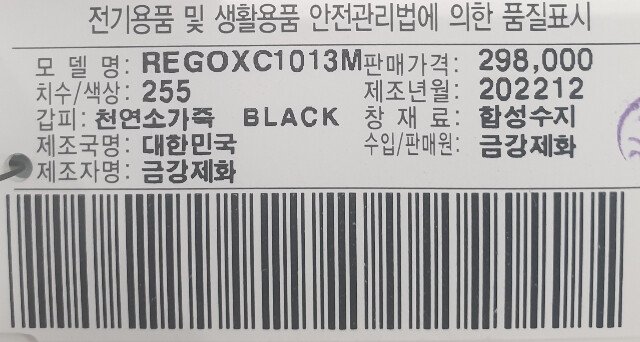 전기용품 및 생활용품 안전관리법에 의한 품질표시
모 델 명: REGOXC1013M 판매가격: 298,000
치수/색상: 255 제조년월: 202212
갑피: 천연소가죽 BLACK 창 재 료: 합성수지
제조국명: 대한민국 수입/판매원: 금강제화
제조자명: 금강제화